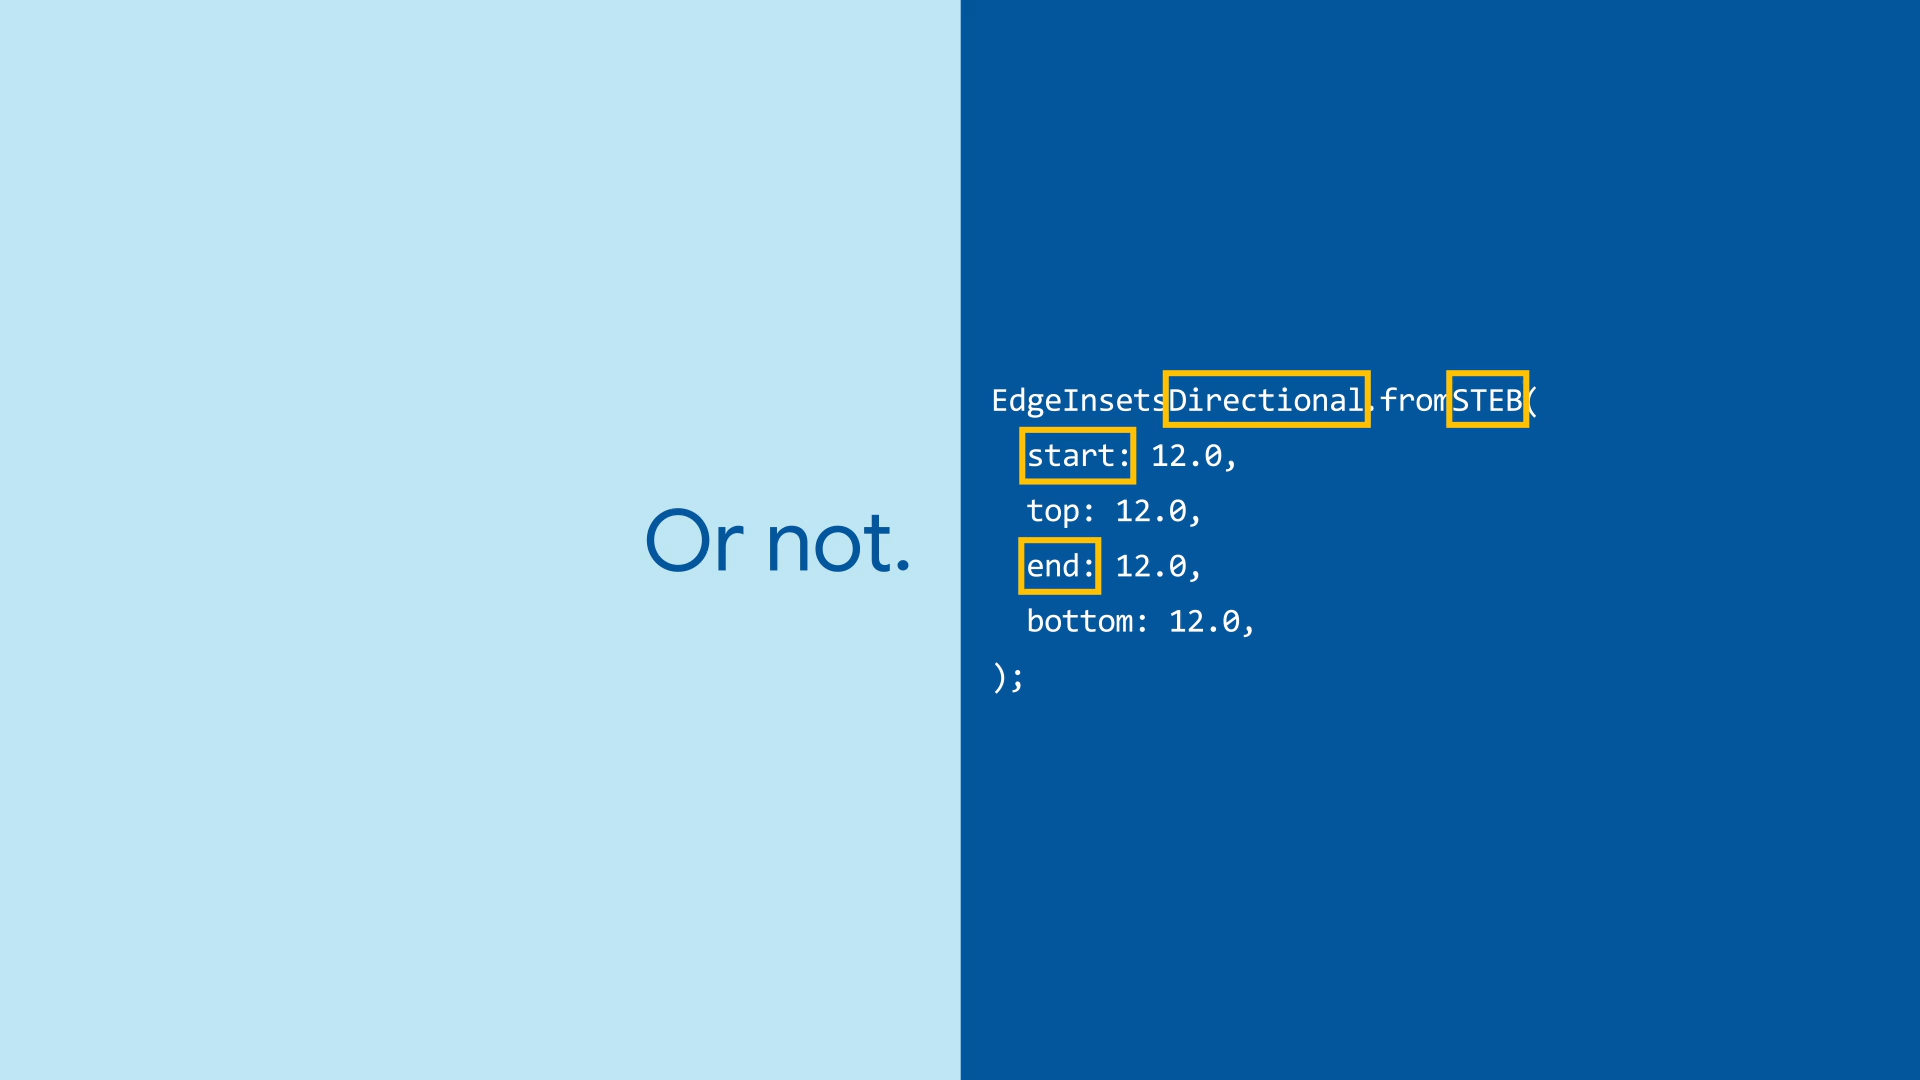 Or not.
EdgeInsetsDirectional.fromSTEB(
  start: 12.0,
  top: 12.0,
  end: 12.0,
  bottom: 12.0,
);